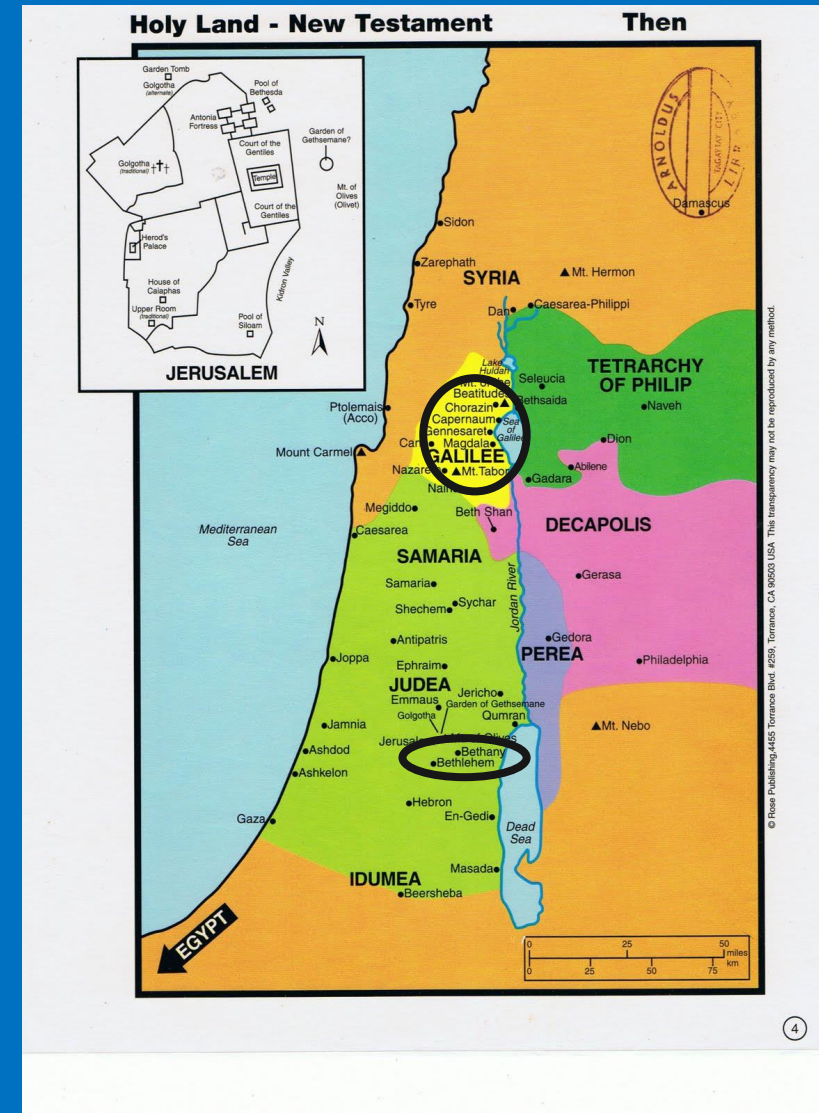 Holy Land - New Testament
Then
Garden Tomb
Golgotha
(alternate)
Pool of
Bethesda
Antonia
Fortress
Garden of
Gethsemane?
Court of the
Gentiles
Golgotha
(traditional)
Temple
Mt. of
Olives
(Olivet)
Court of the
Gentiles
Herod's
Palace
House of
Caiaphas
Upper Room
(traditional)
Kidron Valley
Pool of
Siloam
N
JERUSALEM
ARNOLDUS
TAGAYTAY CITY
Damascus
Sidon
Zarephath
SYRIA
Mt. Hermon
Tyre
Dan
Caesarea-Philippi
Lake
Huldah
TETRARCHY
OF PHILIP
Mt. of the
Beatitudes
Seleucia
Bethsaida
Naveh
Ptolemais
(Acco)
Chorazin
Capernaum
Gennesaret
Sea
of
Galilee
Magdala
Dion
Mount Carmel
GALILEE
Abilene
Mt. Tabor
Gadara
Megiddo
Beth Shan
DECAPOLIS
Mediterranean
Sea
Caesarea
SAMARIA
Samaria
Gerasa
Jordan River
Sychar
Shechem
Antipatris
Gedora
PEREA
Joppa
Philadelphia
Ephraim
JUDEA
Jericho
Emmaus
Garden of Gethsemane
Golgotha
Qumran
Jamnia
Mt. Nebo
Olives
Ashdod
Bethany
Bethlehem
Ashkelon
Hebron
Gaza
En-Gedi
Dead
Sea
Masada
IDUMEA
Beersheba
EGYPT
0 25 50
miles
km
0 25 50 75
© Rose Publishing,4455 Torrance Blvd. #259, Torrance, CA 90503 USA This transparency may not be reproduced by any method.
4